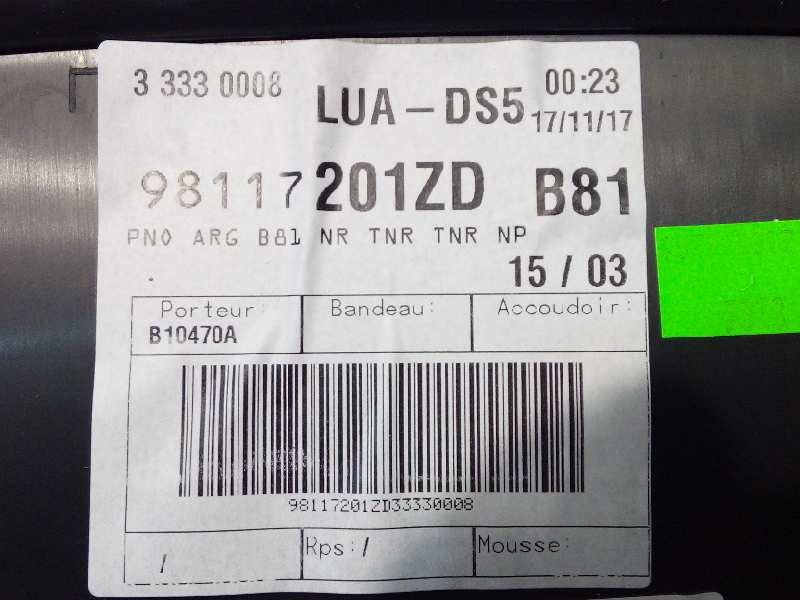 3 333 0008
LUA-DS5
00:23
17/11/17
98117201ZD B81
PNO ARG B81 NR TNR TNR NP
15 / 03
Porteur: Bandeau: Accoudoir:
B10470A
98117201ZD33330008
/ Rps: / Mousse: